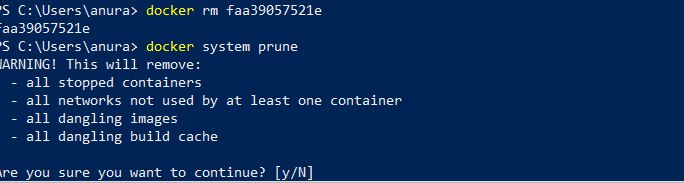 PS C:\Users\anura> docker rm faa39057521e
faa39057521e
PS C:\Users\anura> docker system prune
WARNING! This will remove:
  - all stopped containers
  - all networks not used by at least one container
  - all dangling images
  - all dangling build cache
Are you sure you want to continue? [y/N]